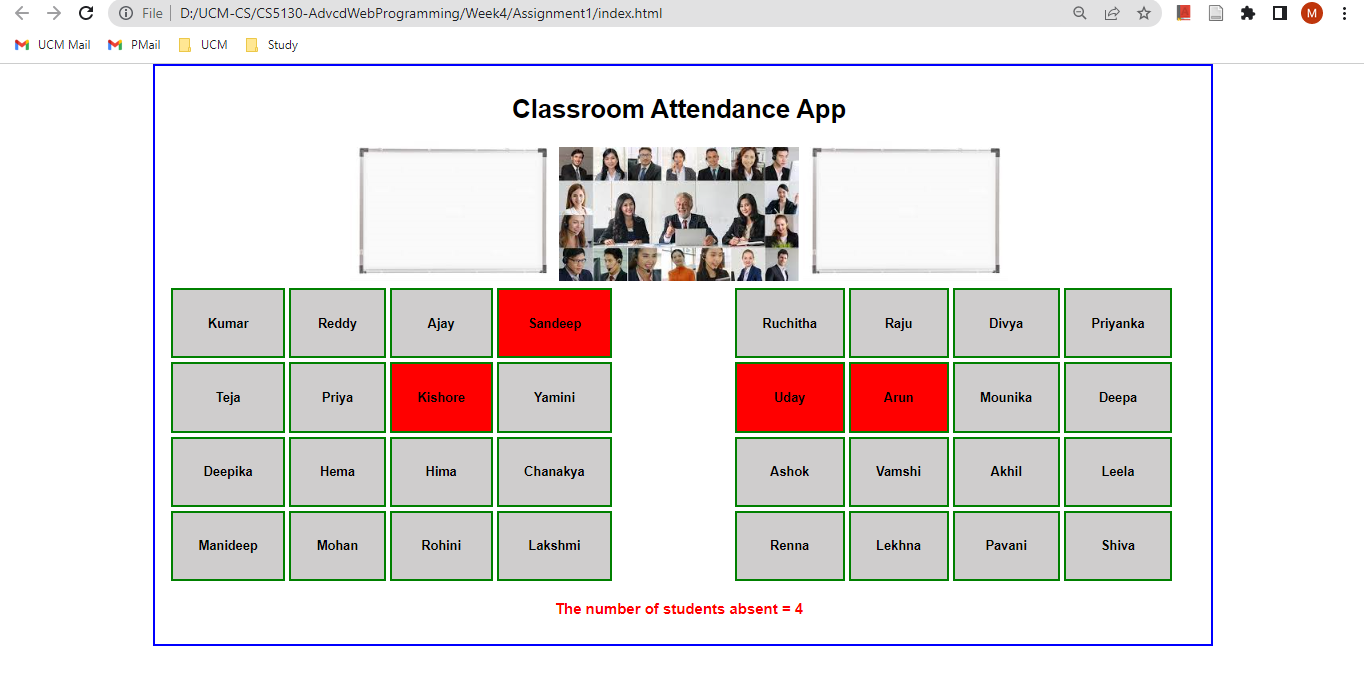 File | D:/UCM-CS/CS5130-AdvcdWebProgramming/Week4/Assignment1/index.html M
UCM Mail PMail UCM Study
Classroom Attendance App
Kumar Reddy Ajay Sandeep Ruchitha Raju Divya Priyanka
Teja Priya Kishore Yamini Uday Arun Mounika Deepa
Deepika Hema Hima Chanakya Ashok Vamshi Akhil Leela
Manideep Mohan Rohini Lakshmi Renna Lekhna Pavani Shiva
The number of students absent = 4